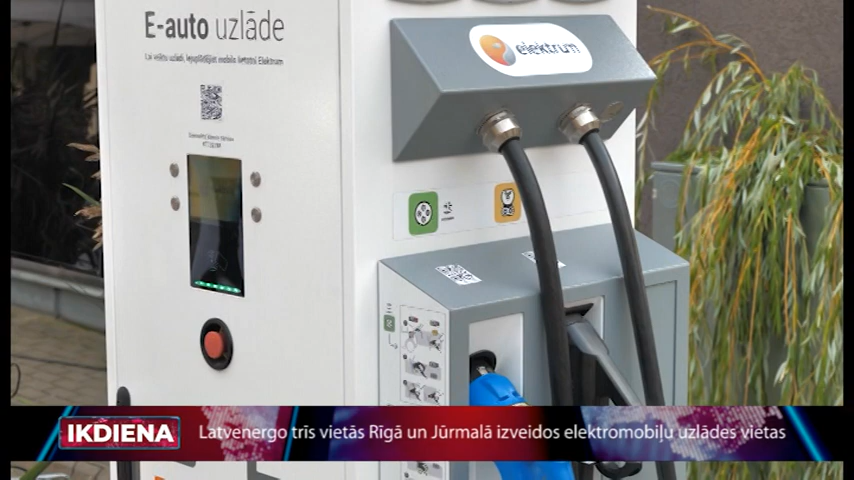 E-auto uzlāde
elektrum
IKDIENA
Latvenergo trīs vietās Rīgā un Jūrmalā izveidos elektromobiļu uzlādes vietas